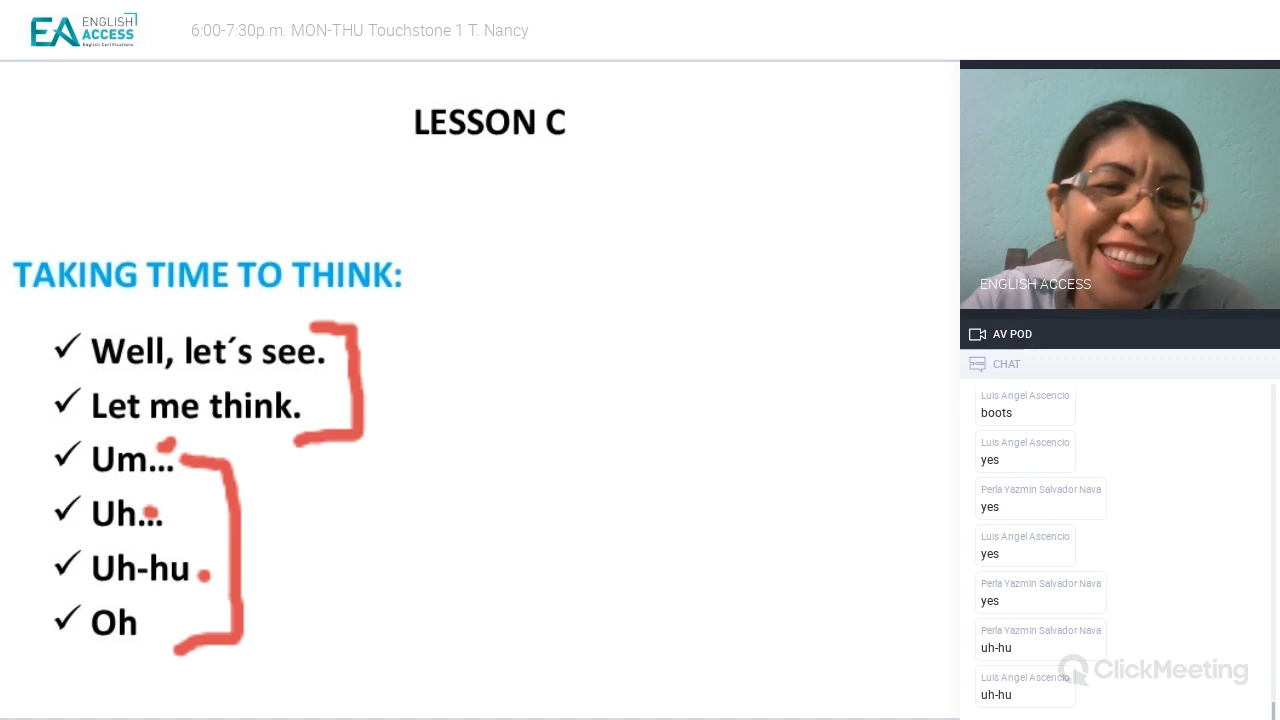 EA ENGLISH
ACCESS
English Certifications
6:00-7:30p.m. MON-THU Touchstone 1 T. Nancy
LESSON C
TAKING TIME TO THINK:
✓ Well, let´s see.
✓ Let me think.
✓ Um...
✓ Uh...
✓ Uh-hu
✓ Oh
ENGLISH ACCESS
AV POD
CHAT
Luis Angel Ascencio
boots
Luis Angel Ascencio
yes
Perla Yazmin Salvador Nava
yes
Luis Angel Ascencio
yes
Perla Yazmin Salvador Nava
yes
Perla Yazmin Salvador Nava
uh-hu
Luis Angel Ascencio
uh-hu
ClickMeeting